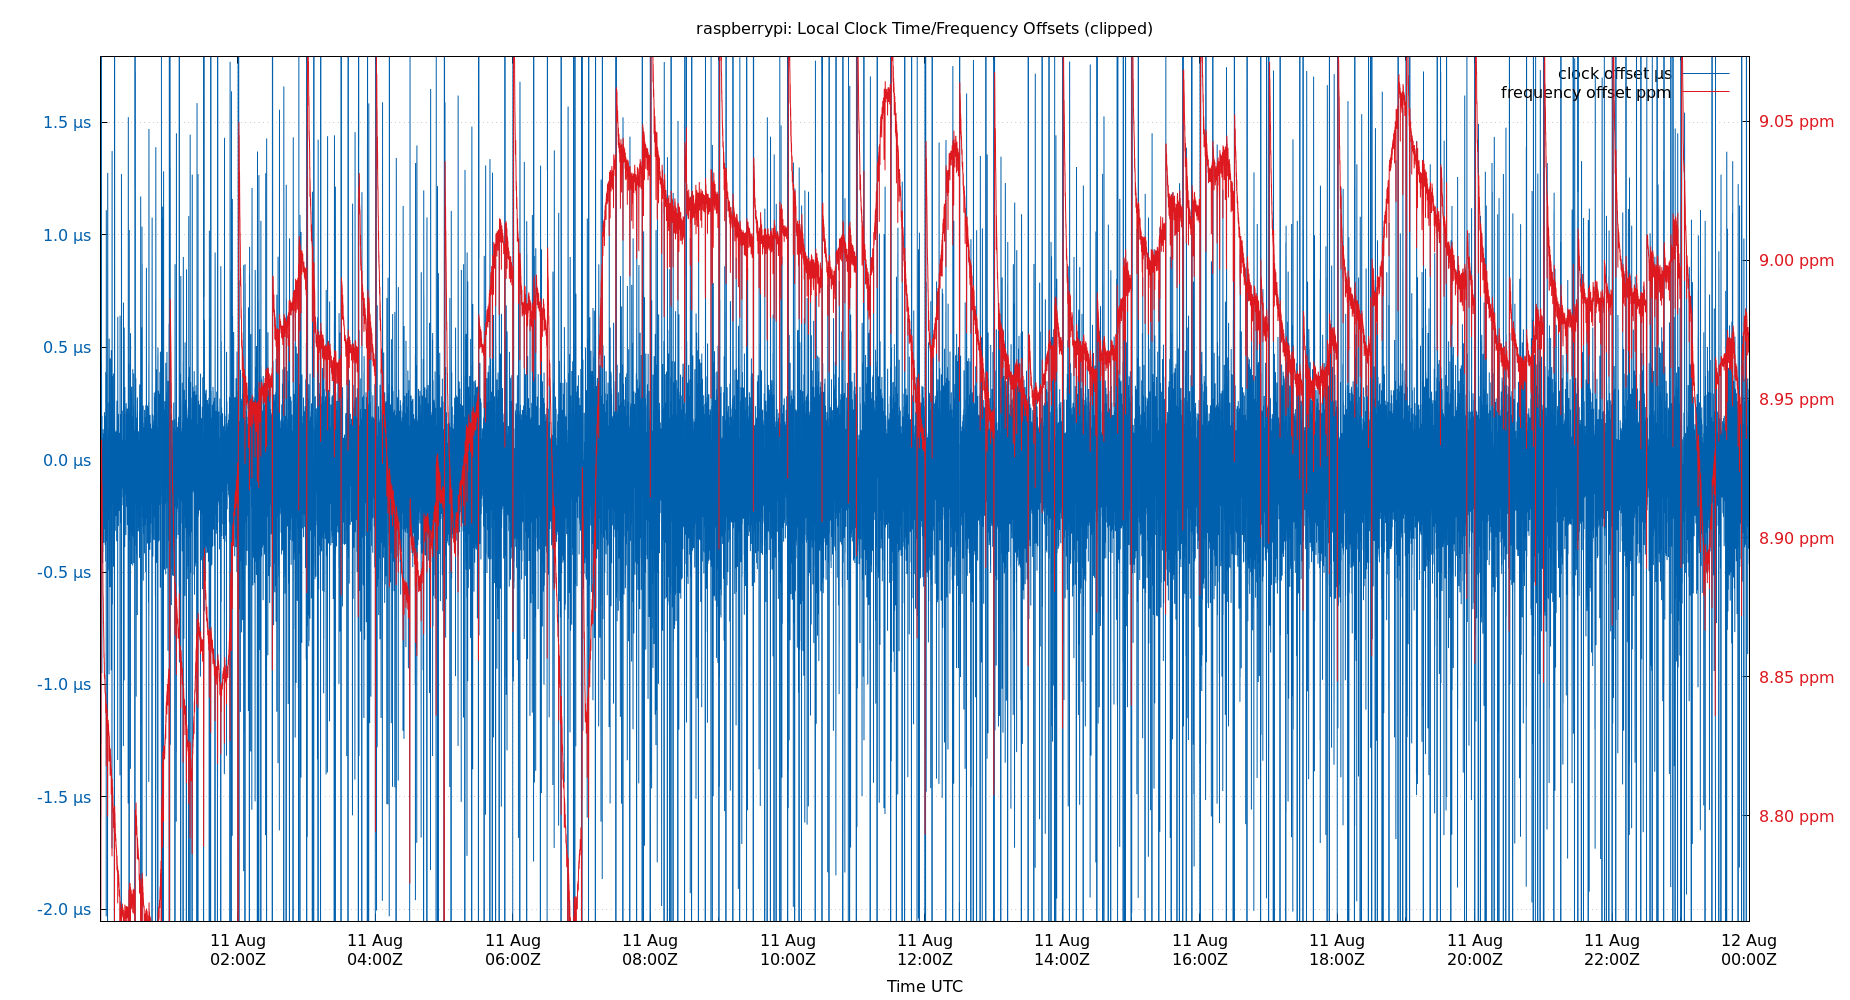 raspberrypi: Local Clock Time/Frequency Offsets (clipped)
clock offset µs
frequency offset ppm
1.5 µs
1.0 µs
0.5 µs
0.0 µs
-0.5 µs
-1.0 µs
-1.5 µs
-2.0 µs
9.05 ppm
9.00 ppm
8.95 ppm
8.90 ppm
8.85 ppm
8.80 ppm
11 Aug 11 Aug 11 Aug 11 Aug 11 Aug 11 Aug 11 Aug 11 Aug 11 Aug 11 Aug 11 Aug 12 Aug
02:00Z 04:00Z 06:00Z 08:00Z 10:00Z 12:00Z 14:00Z 16:00Z 18:00Z 20:00Z 22:00Z 00:00Z
Time UTC